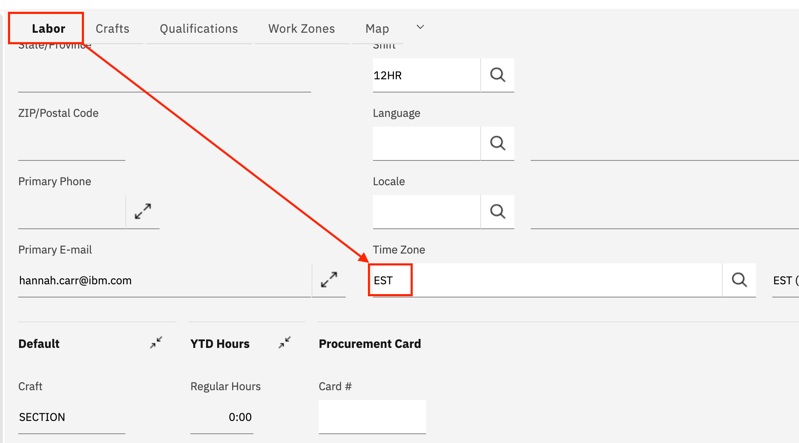 Labor Crafts Qualifications Work Zones Map
State/Province Shift
12HR
ZIP/Postal Code Language
Primary Phone Locale
Primary E-mail Time Zone
hannah.carr@ibm.com EST EST (
Default YTD Hours Procurement Card
Craft Regular Hours Card #
SECTION 0:00